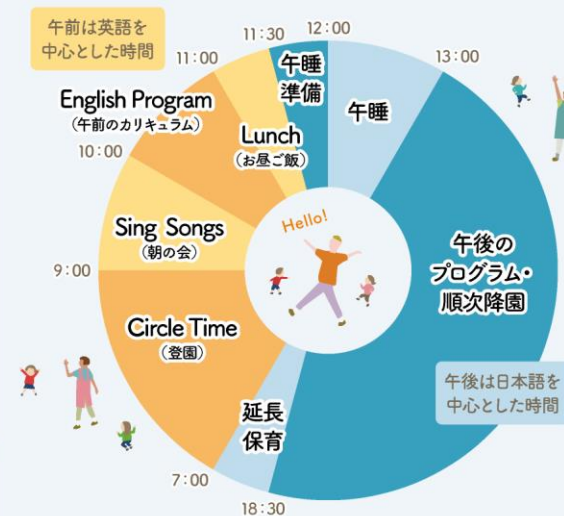 午前は英語を
中心とした時間
11:30
12:00
13:00
11:00
午睡
準備
午睡
English Program
(午前のカリキュラム)
Lunch
(お昼ご飯)
10:00
Sing Songs
(朝の会)
Hello!
午後の
プログラム・
順次降園
9:00
Circle Time
(登園)
午後は日本語を
中心とした時間
延長
保育
7:00
18:30